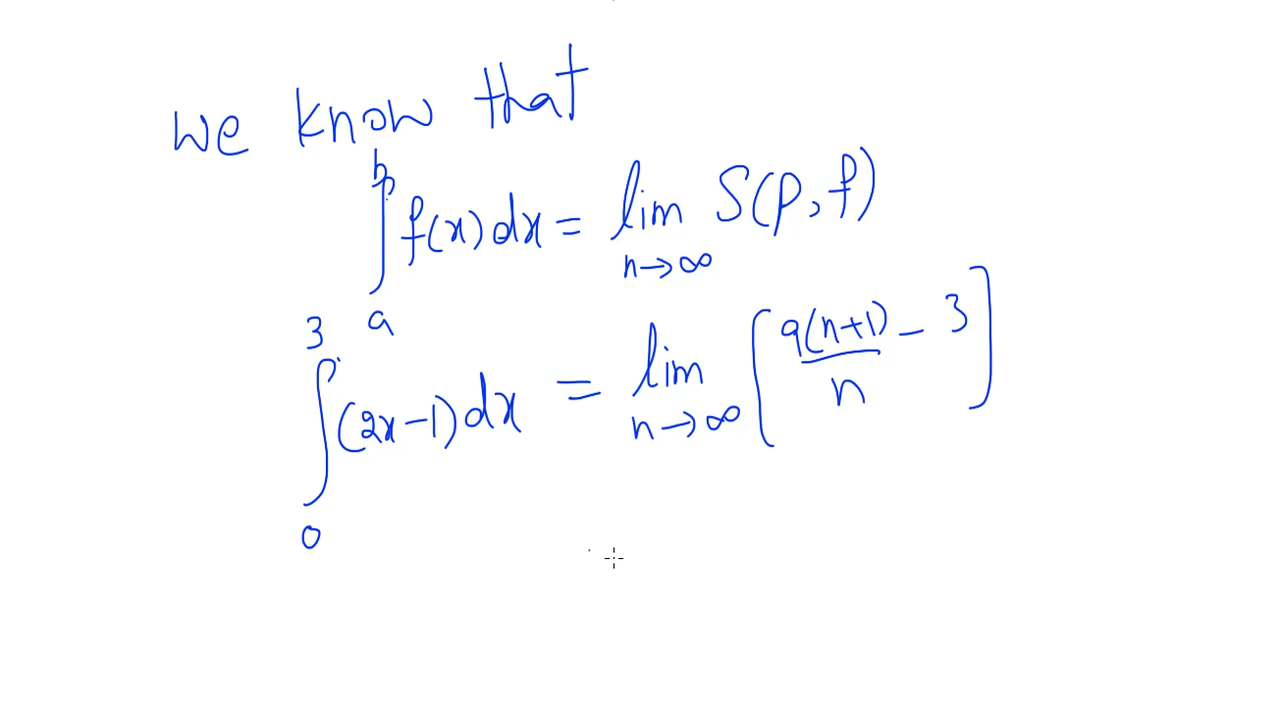 we know that
∫_a^b f(x) dx = lim_{n→∞} S(P, f)
∫_0^3 (2x-1) dx = lim_{n→∞} [ 9(n+1)/n - 3 ]